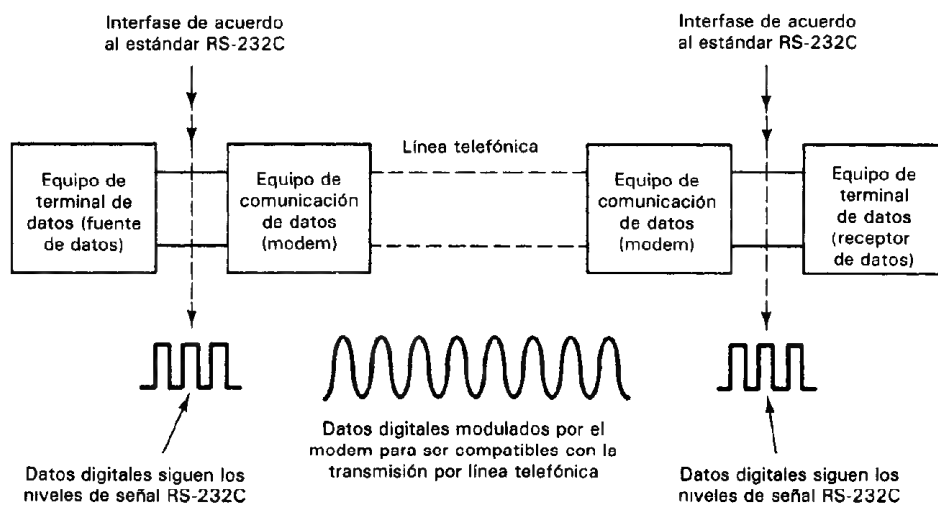 Interfase de acuerdo
al estándar RS-232C
Interfase de acuerdo
al estándar RS-232C
Equipo de
terminal de
datos (fuente
de datos)
Equipo de
comunicación
de datos
(modem)
Línea telefónica
Equipo de
comunicación
de datos
(modem)
Equipo de
terminal
de datos
(receptor
de datos)
Datos digitales siguen los
niveles de señal RS-232C
Datos digitales modulados por el
modem para ser compatibles con la
transmisión por línea telefónica
Datos digitales siguen los
niveles de señal RS-232C